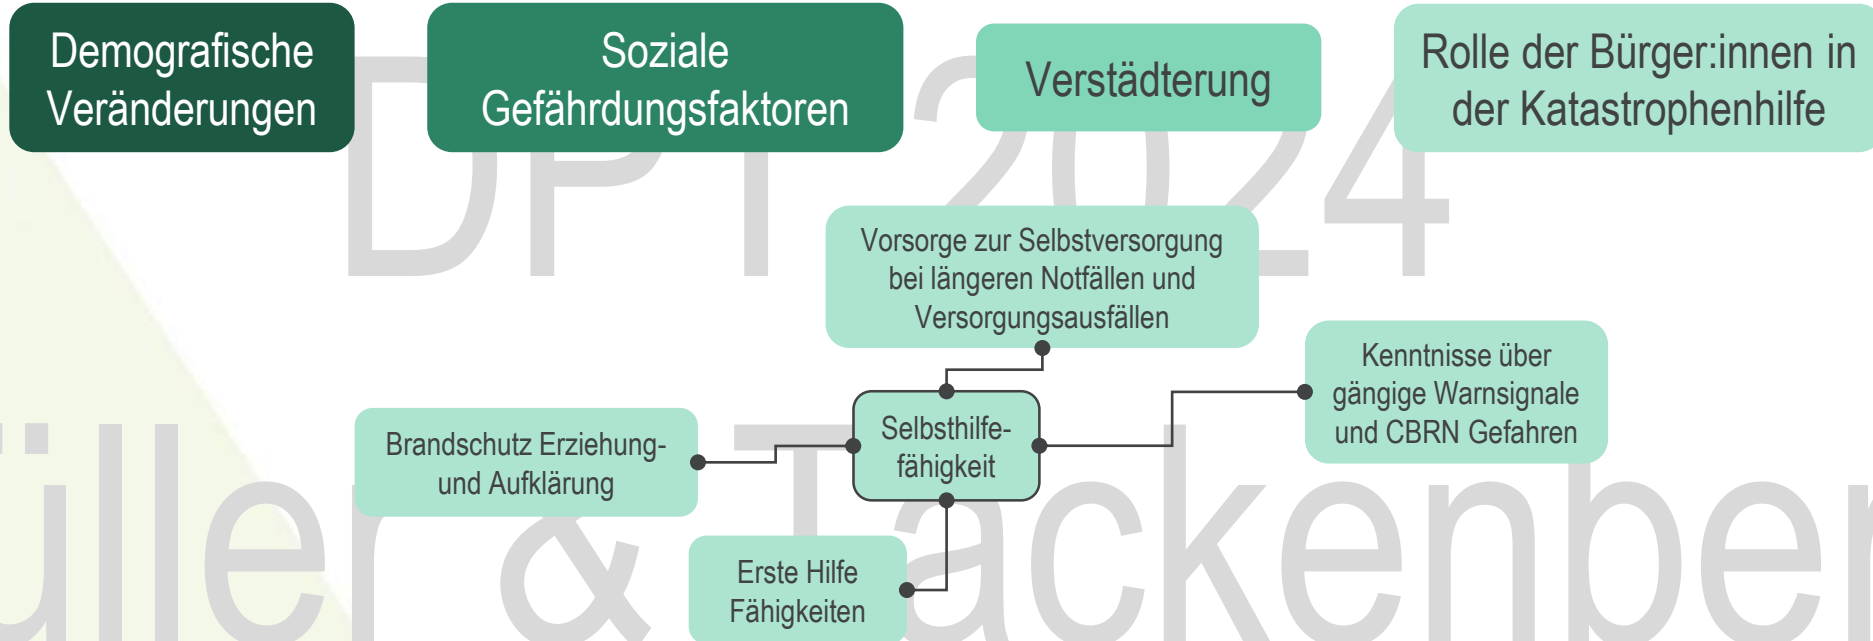 Demografische
Veränderungen
Soziale
Gefährdungsfaktoren
Verstädterung
Rolle der Bürger:innen in
der Katastrophenhilfe
DPT 2024
Vorsorge zur Selbstversorgung
bei längeren Notfällen und
Versorgungsausfällen
Kenntnisse über
gängige Warnsignale
und CBRN Gefahren
Selbsthilfe-
fähigkeit
Brandschutz Erziehung-
und Aufklärung
Erste Hilfe
Fähigkeiten
üller & Tackenber